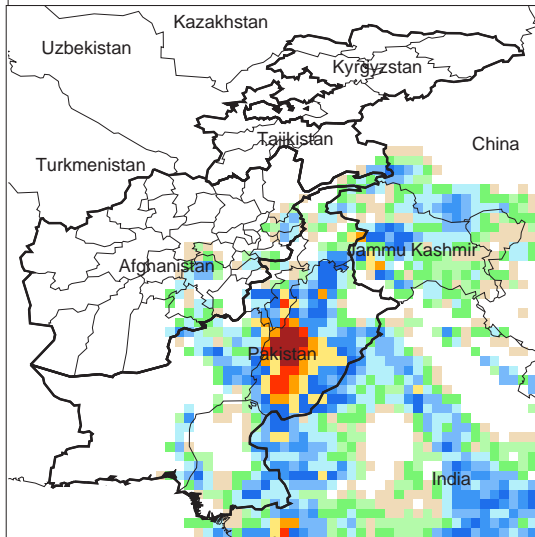 Kazakhstan
Uzbekistan
Kyrgyzstan
Tajikistan
China
Turkmenistan
Jammu Kashmir
Afghanistan
Pakistan
India